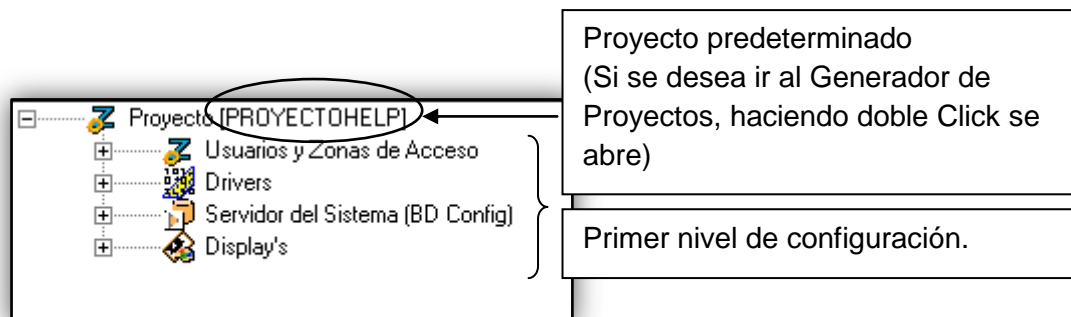 Proyecto predeterminado
(Si se desea ir al Generador de
Proyectos, haciendo doble Click se
abre)
Proyecto [PROYECTOHELP]
Usuarios y Zonas de Acceso
Drivers
Servidor del Sistema (BD Config)
Display's
Primer nivel de configuración.